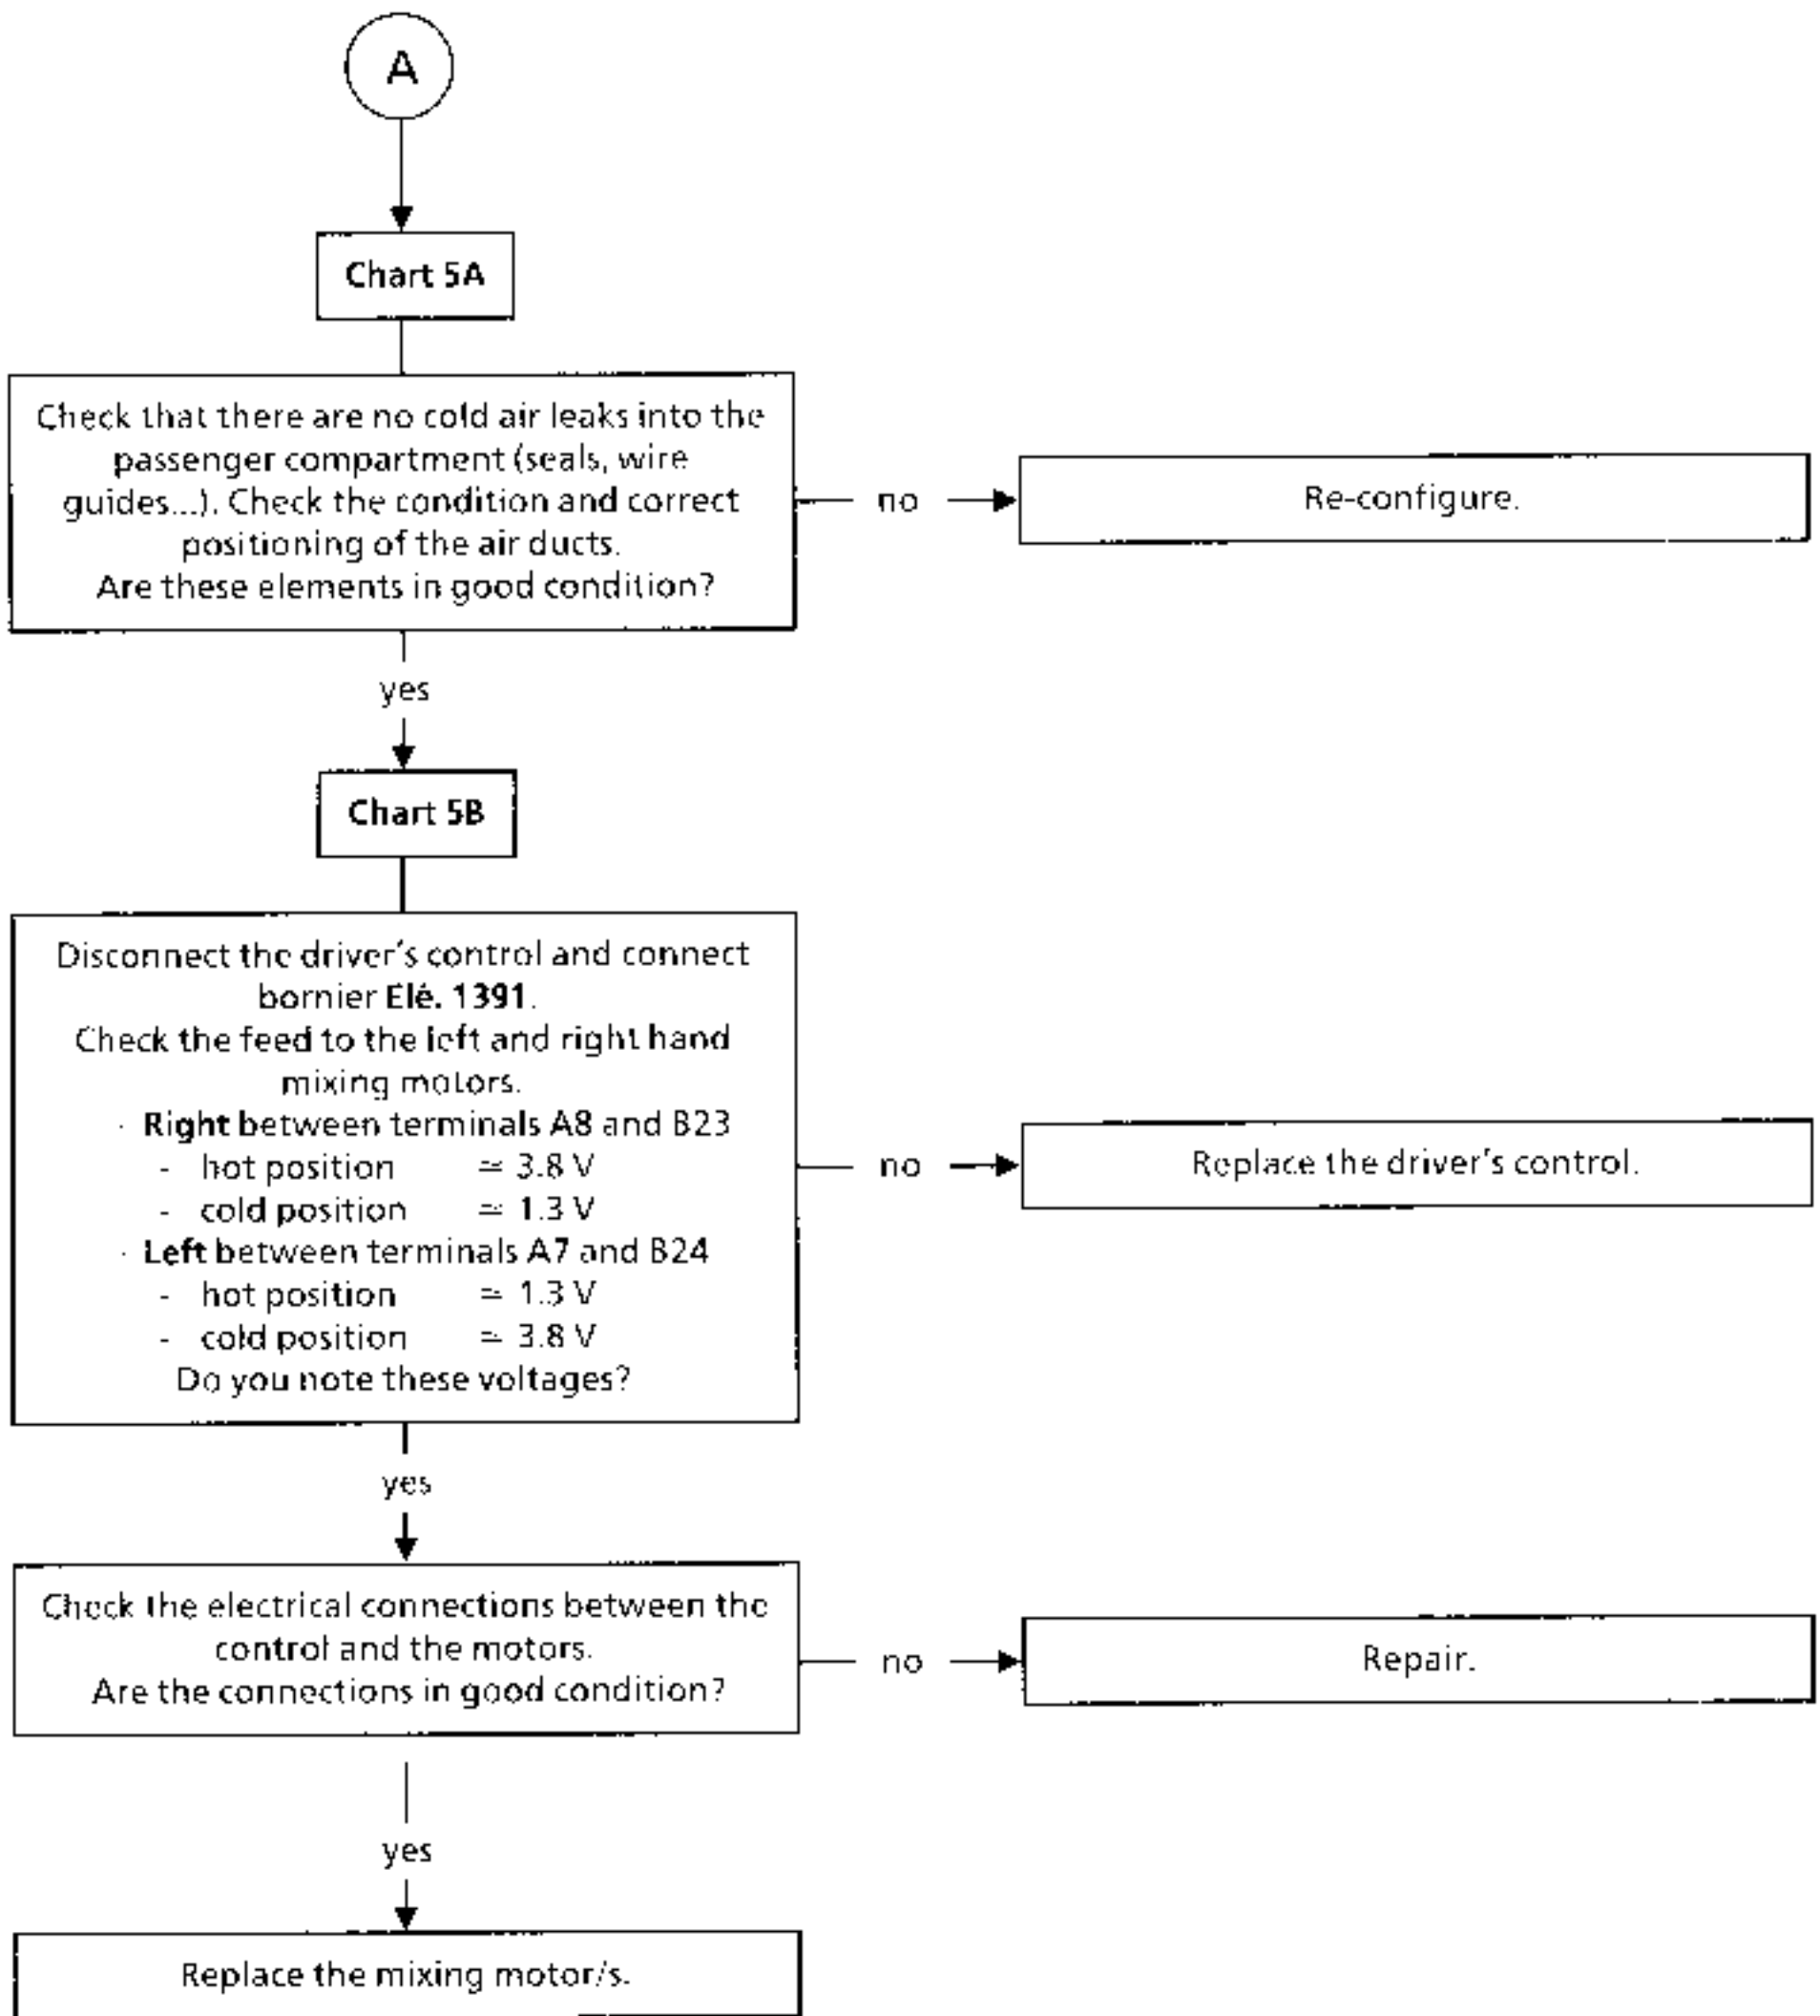 A
Chart 5A
Check that there are no cold air leaks into the
passenger compartment (seals, wire
guides...). Check the condition and correct
positioning of the air ducts.
Are these elements in good condition?
no
Re-configure.
yes
Chart 5B
Disconnect the driver's control and connect
bornier Elé. 1391.
Check the feed to the left and right hand
mixing motors.
· Right between terminals A8 and B23
- hot position ≃ 3.8 V
- cold position ≃ 1.3 V
· Left between terminals A7 and B24
- hot position ≃ 1.3 V
- cold position ≃ 3.8 V
Do you note these voltages?
no
Replace the driver's control.
yes
Check the electrical connections between the
control and the motors.
Are the connections in good condition?
no
Repair.
yes
Replace the mixing motor/s.